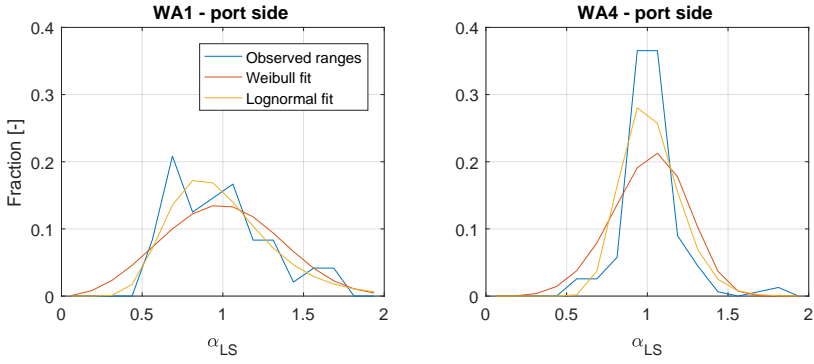 WA1 - port side
0.4
0.3
0.2
0.1
0
Fraction [-]
Observed ranges
Weibull fit
Lognormal fit
0 0.5 1 1.5 2
α_LS
WA4 - port side
0.4
0.3
0.2
0.1
0
0 0.5 1 1.5 2
α_LS